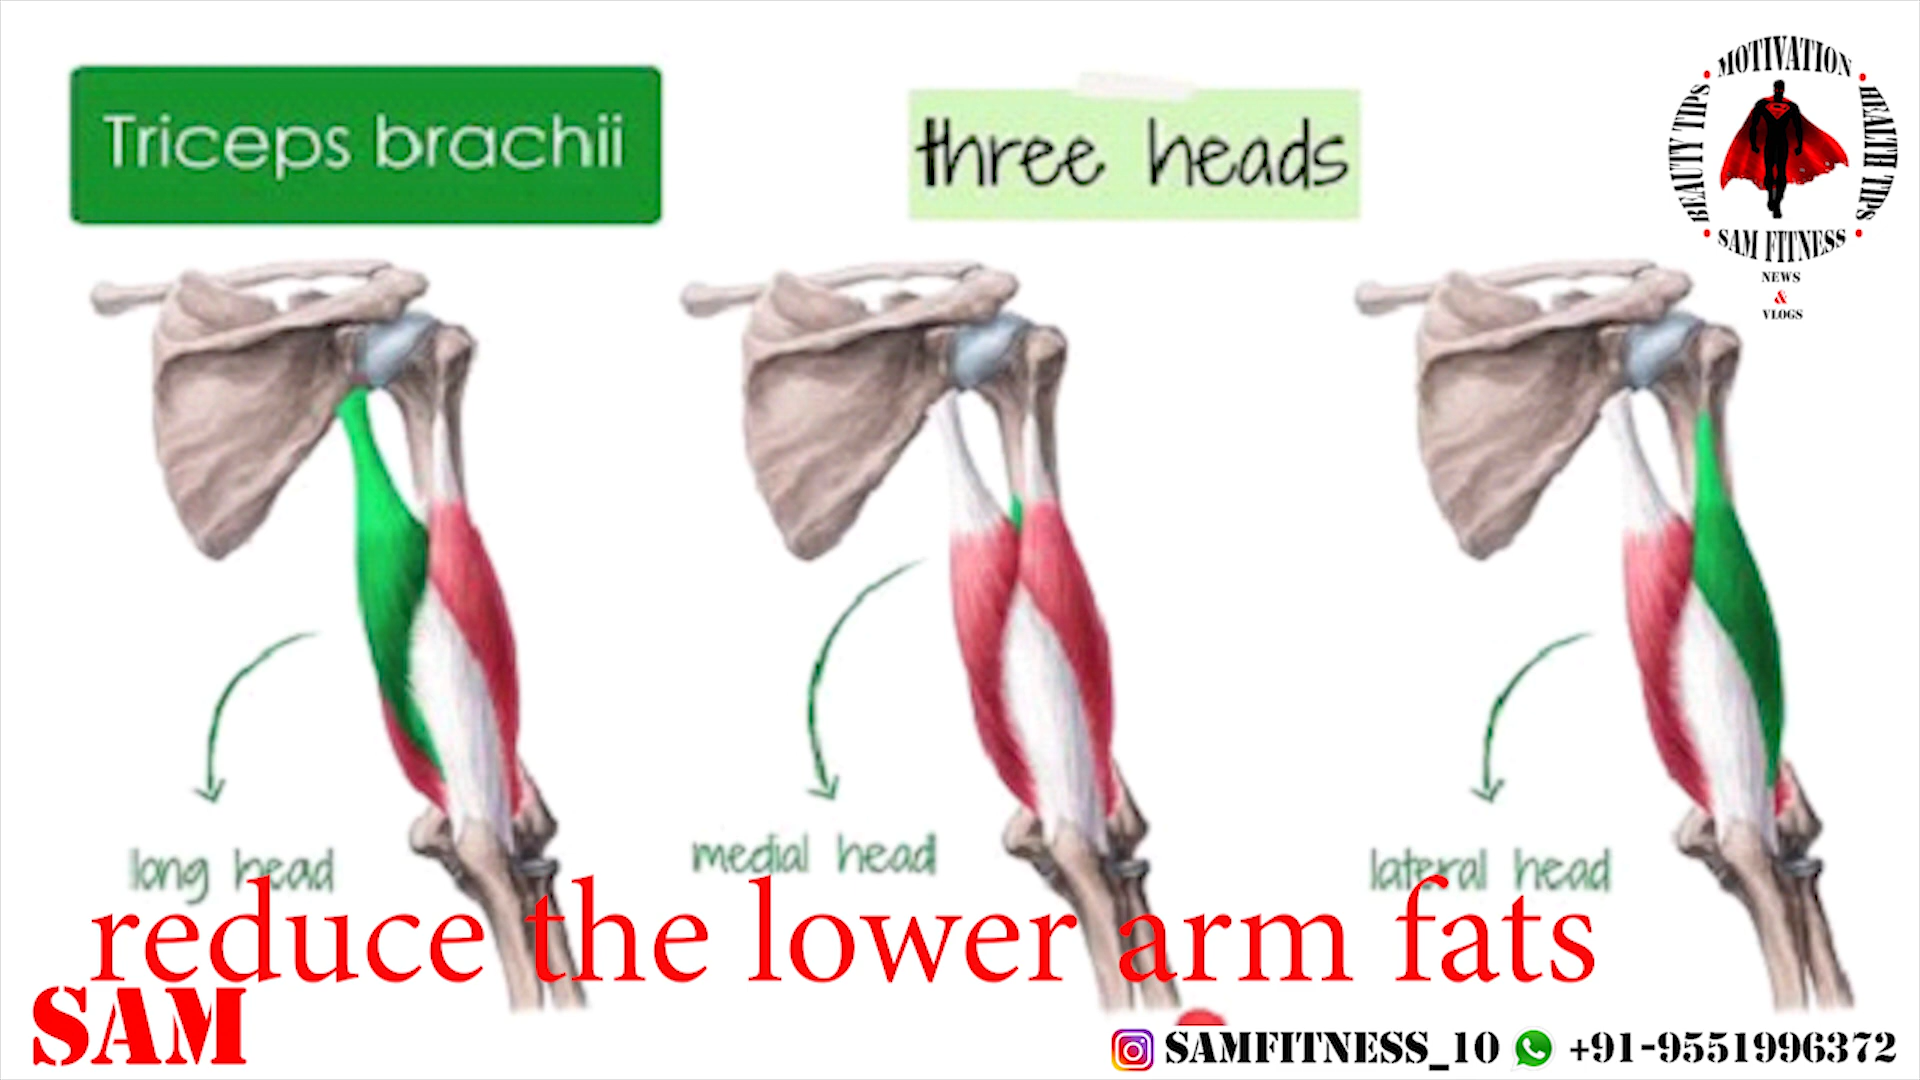 Triceps brachii
three heads
MOTIVATION
BEAUTY TIPS
HEALTH TIPS
SAM FITNESS
NEWS
&
VLOGS
long head
medial head
lateral head
reduce the lower arm fats
SAM
SAMFITNESS_10 +91-9551996372